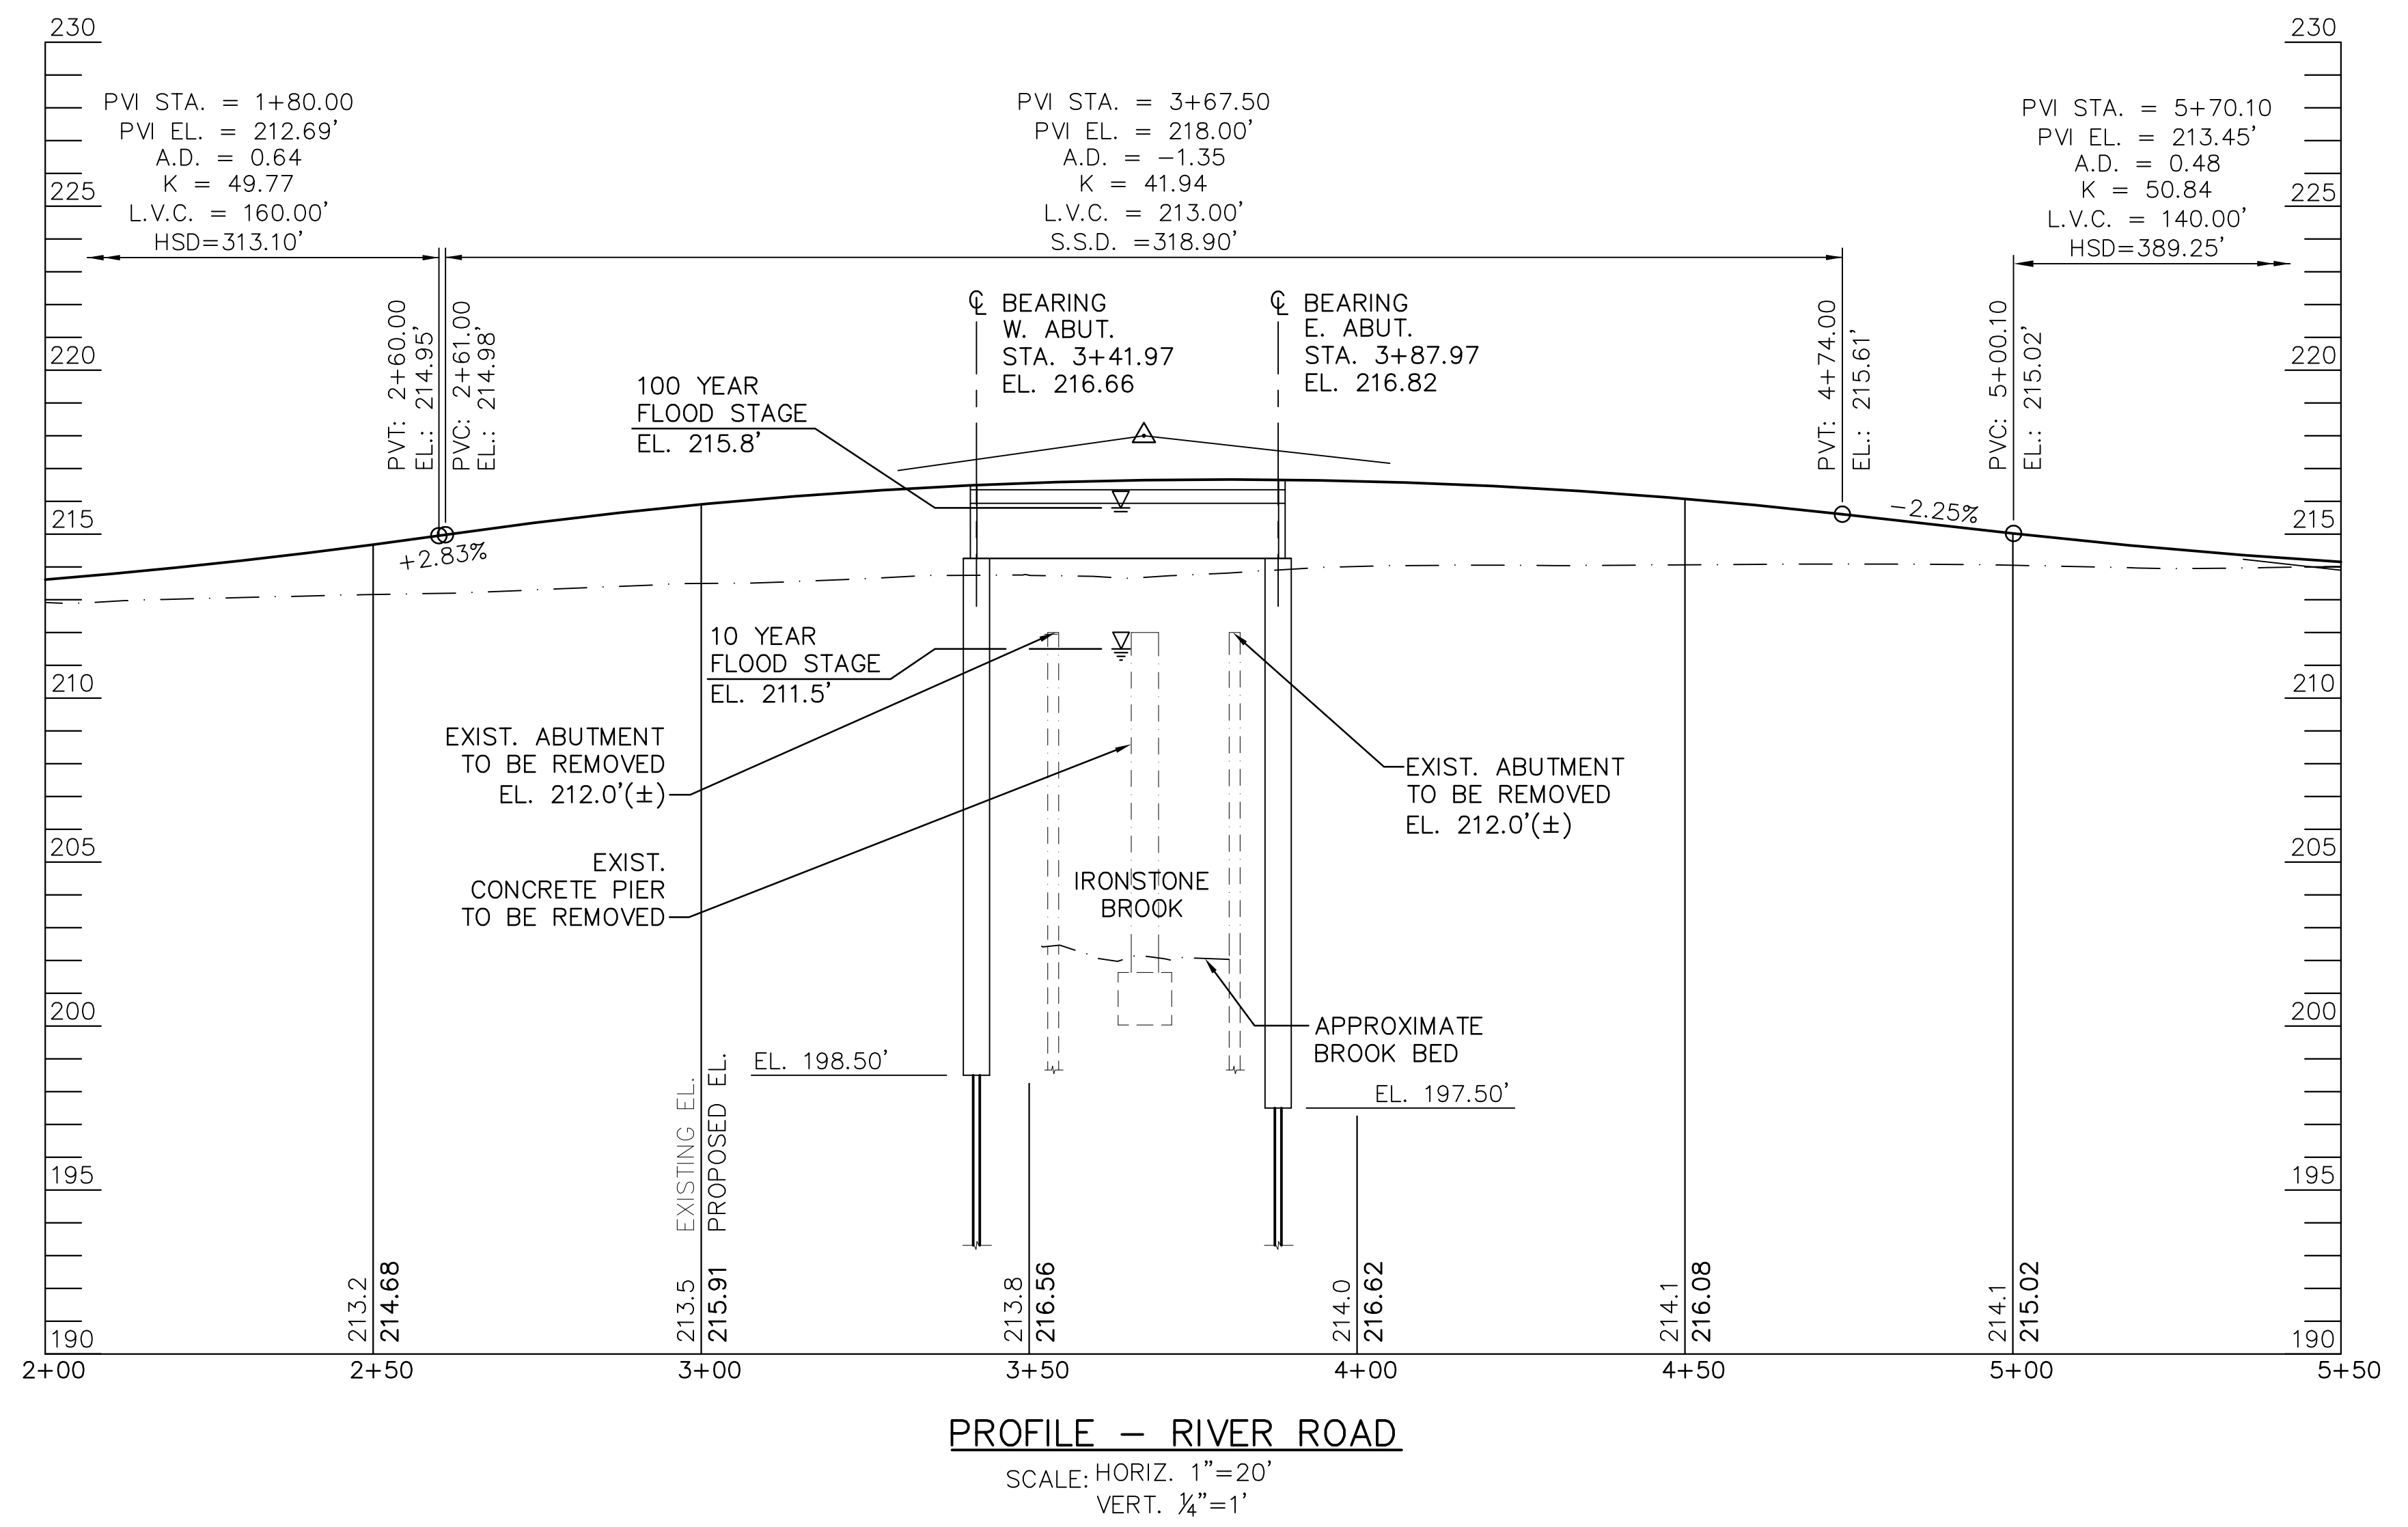 230
230
PVI STA. = 1+80.00
PVI EL. = 212.69'
A.D. = 0.64
K = 49.77
L.V.C. = 160.00'
HSD=313.10'
PVI STA. = 3+67.50
PVI EL. = 218.00'
A.D. = -1.35
K = 41.94
L.V.C. = 213.00'
S.S.D. =318.90'
PVI STA. = 5+70.10
PVI EL. = 213.45'
A.D. = 0.48
K = 50.84
L.V.C. = 140.00'
HSD=389.25'
225
225
PVT: 2+60.00
EL.: 214.95'
PVC: 2+61.00
EL.: 214.98'
℄ BEARING
W. ABUT.
STA. 3+41.97
EL. 216.66
℄ BEARING
E. ABUT.
STA. 3+87.97
EL. 216.82
PVT: 4+74.00
EL.: 215.61'
PVC: 5+00.10
EL.: 215.02'
220
220
100 YEAR
FLOOD STAGE
EL. 215.8'
215
215
+2.83%
-2.25%
10 YEAR
FLOOD STAGE
EL. 211.5'
210
210
EXIST. ABUTMENT
TO BE REMOVED
EL. 212.0'(±)
EXIST. ABUTMENT
TO BE REMOVED
EL. 212.0'(±)
205
205
EXIST.
CONCRETE PIER
TO BE REMOVED
IRONSTONE
BROOK
200
200
APPROXIMATE
BROOK BED
EL. 198.50'
EL. 197.50'
EXISTING EL.
PROPOSED EL.
195
195
213.2
214.68
213.5
215.91
213.8
216.56
214.0
216.62
214.1
216.08
214.1
215.02
190
190
2+00
2+50
3+00
3+50
4+00
4+50
5+00
5+50
PROFILE – RIVER ROAD
SCALE: HORIZ. 1"=20'
VERT. ¼"=1'